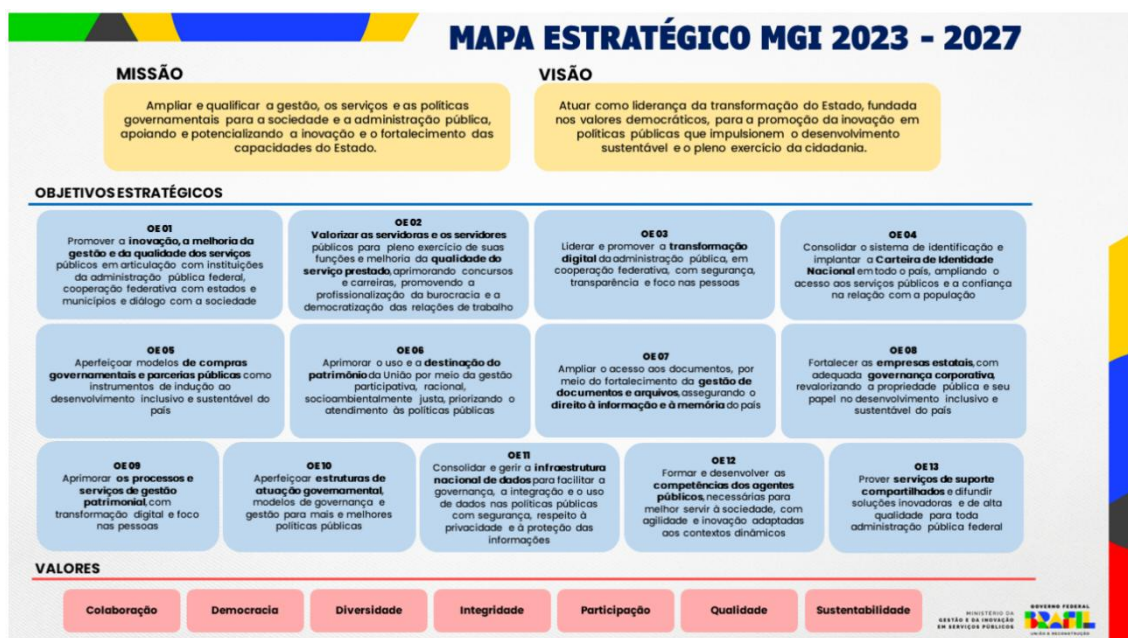 MAPA ESTRATÉGICO MGI 2023 - 2027
MISSÃO
Ampliar e qualificar a gestão, os serviços e as políticas
governamentais para a sociedade e a administração pública,
apoiando e potencializando a inovação e o fortalecimento das
capacidades do Estado.
VISÃO
Atuar como liderança da transformação do Estado, fundada
nos valores democráticos, para a promoção da inovação em
políticas públicas que impulsionem o desenvolvimento
sustentável e o pleno exercício da cidadania.
OBJETIVOS ESTRATÉGICOS
OE 01
Promover a inovação, a melhoria da
gestão e da qualidade dos serviços
públicos em articulação com instituições
da administração pública federal,
cooperação federativa com estados e
municípios e diálogo com a sociedade
OE 02
Valorizar as servidoras e os servidores
públicos para pleno exercício de suas
funções e melhoria da qualidade do
serviço prestado, aprimorando concursos
e carreiras, promovendo a
profissionalização da burocracia e a
democratização das relações de trabalho
OE 03
Liderar e promover a transformação
digital da administração pública, em
cooperação federativa, com segurança,
transparência e foco nas pessoas
OE 04
Consolidar o sistema de identificação e
implantar a Carteira de Identidade
Nacional em todo o país, ampliando o
acesso aos serviços públicos e a confiança
na relação com a população
OE 05
Aperfeiçoar modelos de compras
governamentais e parcerias públicas como
instrumentos de indução ao
desenvolvimento inclusivo e sustentável do
país
OE 06
Aprimorar o uso e a destinação do
patrimônio da União por meio da gestão
participativa, racional,
socioambientalmente justa, priorizando o
atendimento às políticas públicas
OE 07
Ampliar o acesso aos documentos, por
meio do fortalecimento da gestão de
documentos e arquivos, assegurando o
direito à informação e à memória do país
OE 08
Fortalecer as empresas estatais, com
adequada governança corporativa,
revalorizando a propriedade pública e seu
papel no desenvolvimento inclusivo e
sustentável do país
OE 09
Aprimorar os processos e
serviços de gestão
patrimonial, com
transformação digital e foco
nas pessoas
OE 10
Aperfeiçoar estruturas de
atuação governamental,
modelos de governança e
gestão para mais e melhores
políticas públicas
OE 11
Consolidar e gerir a infraestrutura
nacional de dados para facilitar a
governança, a integração e o uso
de dados nas políticas públicas
com segurança, respeito à
privacidade e à proteção das
informações
OE 12
Formar e desenvolver as
competências dos agentes
públicos, necessárias para
melhor servir à sociedade, com
agilidade e inovação adaptadas
aos contextos dinâmicos
OE 13
Prover serviços de suporte
compartilhados e difundir
soluções inovadoras e de alta
qualidade para toda
administração pública federal
VALORES
Colaboração
Democracia
Diversidade
Integridade
Participação
Qualidade
Sustentabilidade
MINISTÉRIO DA
GESTÃO E DA INOVAÇÃO
EM SERVIÇOS PÚBLICOS
GOVERNO FEDERAL
BRASIL
UNIÃO E RECONSTRUÇÃO